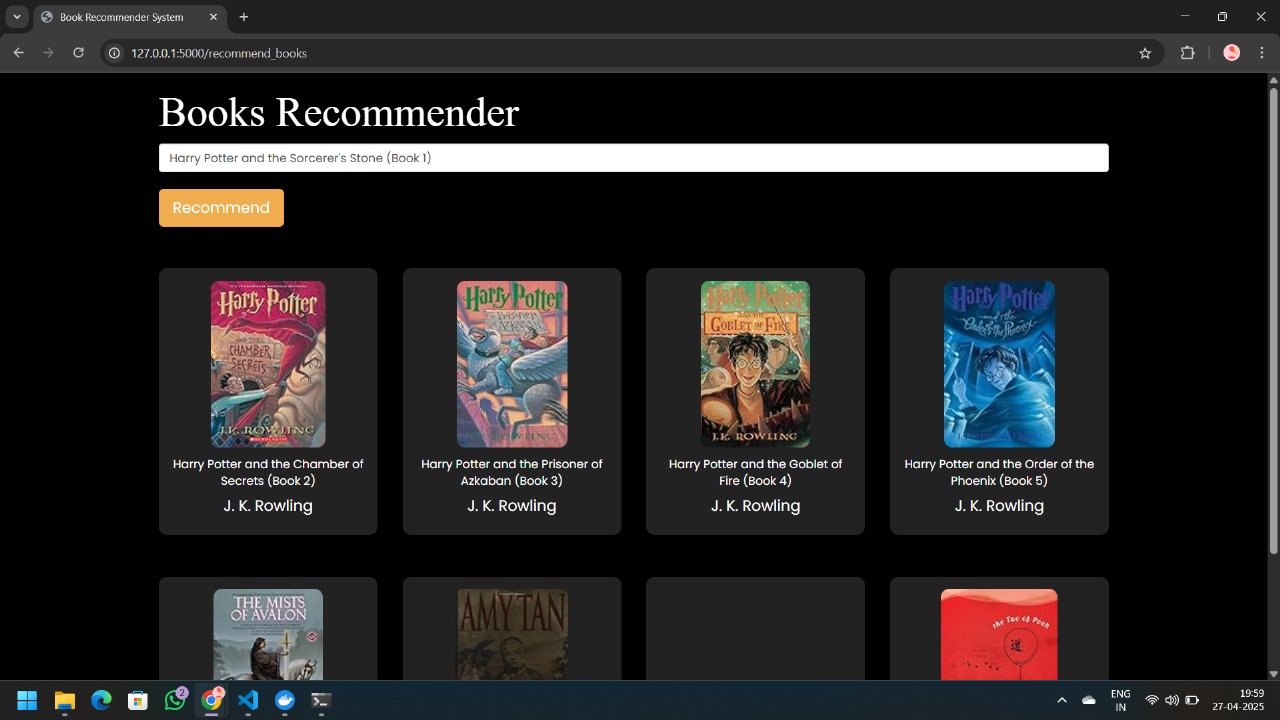 Book Recommender System
127.0.0.1:5000/recommend_books
Books Recommender
Harry Potter and the Sorcerer's Stone (Book 1)
Recommend
Harry Potter
AND THE
CHAMBER
SECRETS
J.K. ROWLING
SCHOLASTIC
Harry Potter and the Chamber of
Secrets (Book 2)
J. K. Rowling
Harry Potter
AND THE
PRISONER OF
AZKABAN
Harry Potter and the Prisoner of
Azkaban (Book 3)
J. K. Rowling
Harry Potter
AND THE
GOBLET OF FIRE
J.K. ROWLING
Harry Potter and the Goblet of
Fire (Book 4)
J. K. Rowling
Harry Potter
and the
Order of the Phoenix
J.K. ROWLING
Harry Potter and the Order of the
Phoenix (Book 5)
J. K. Rowling
THE MISTS
OF AVALON
AMY TAN
the Tao of Pooh
道
2
ENG
IN
19:59
27-04-2025